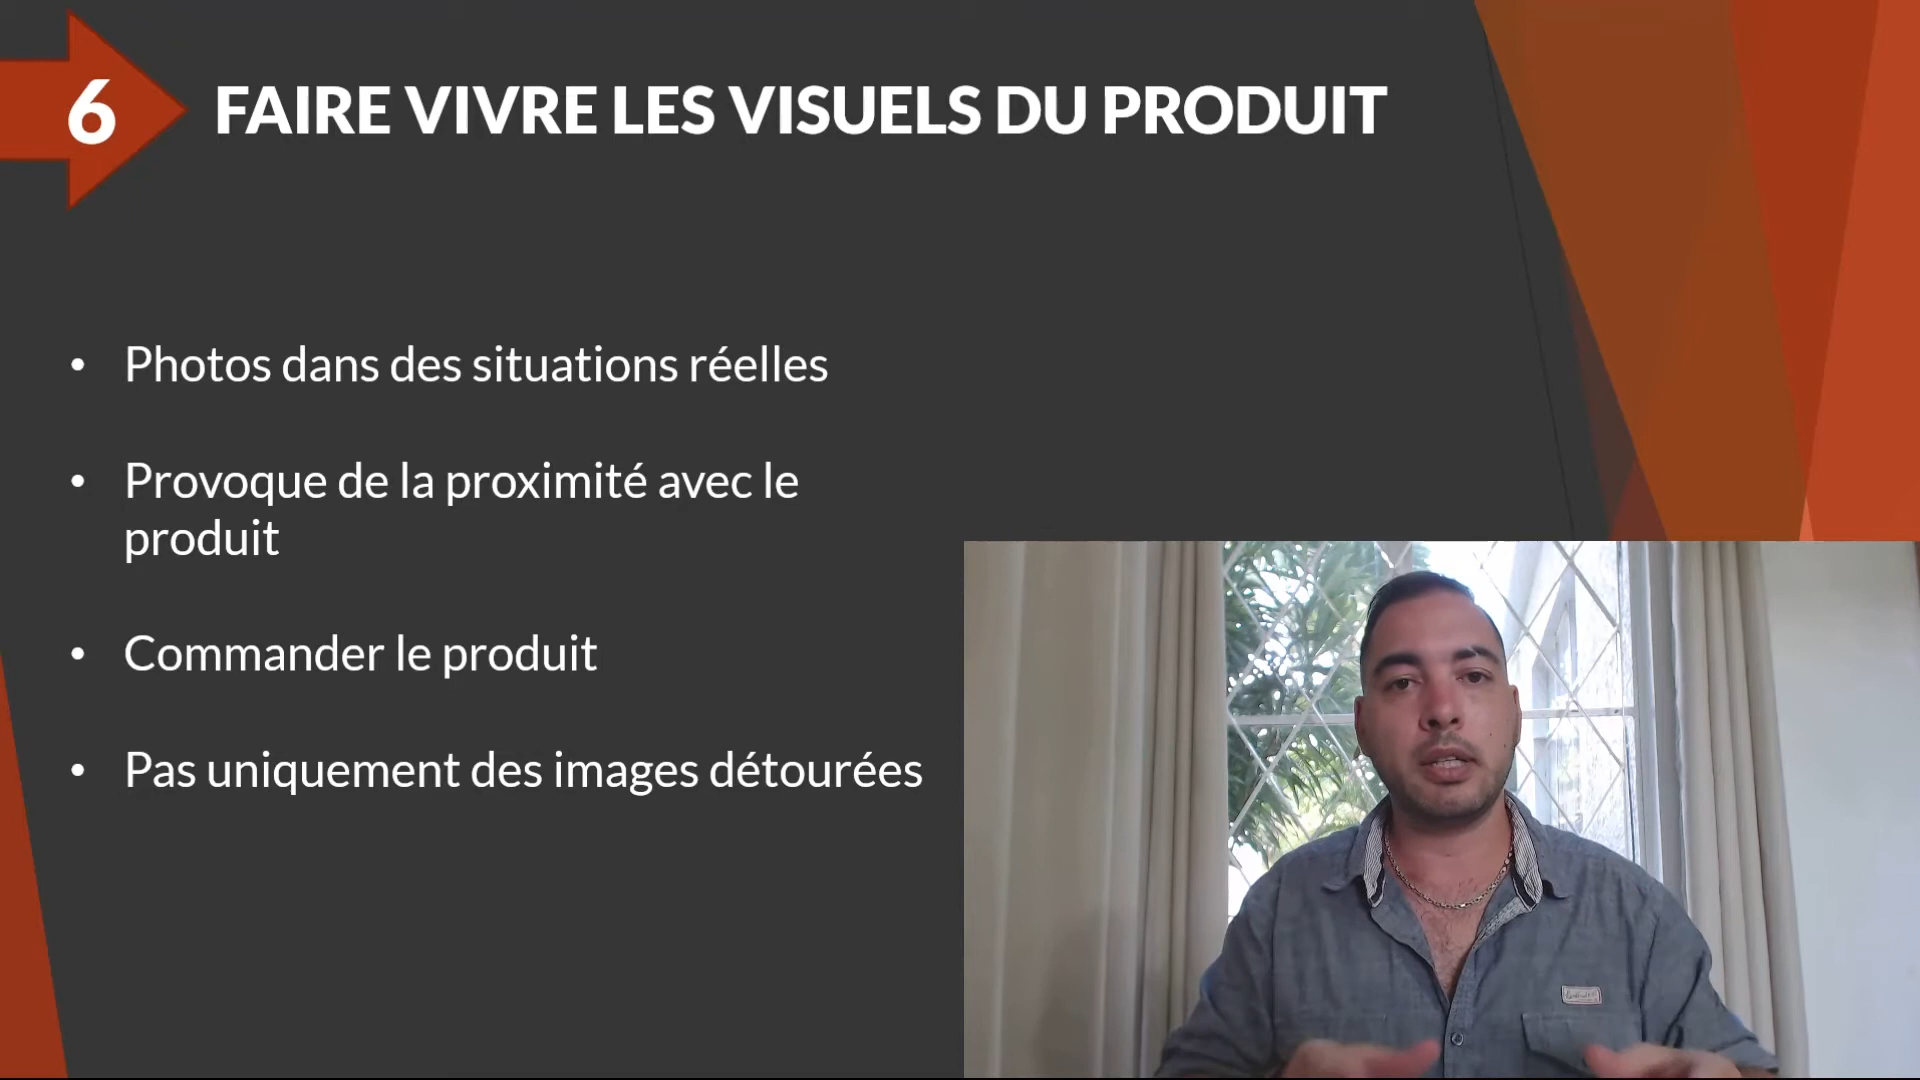 6
FAIRE VIVRE LES VISUELS DU PRODUIT
• Photos dans des situations réelles
• Provoque de la proximité avec le
produit
• Commander le produit
• Pas uniquement des images détourées